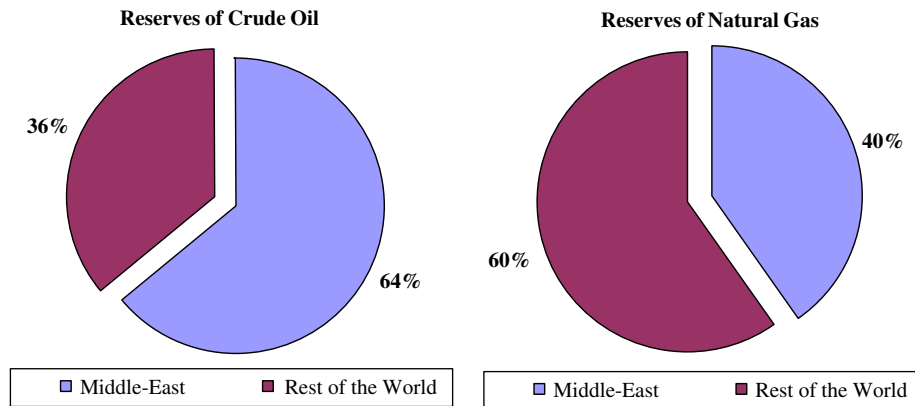 Reserves of Crude Oil
36%
64%
Middle-East Rest of the World
Reserves of Natural Gas
40%
60%
Middle-East Rest of the World